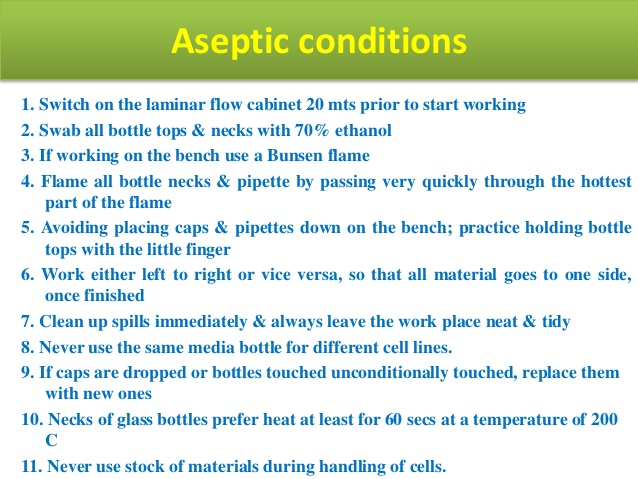 Aseptic conditions
1. Switch on the laminar flow cabinet 20 mts prior to start working
2. Swab all bottle tops & necks with 70% ethanol
3. If working on the bench use a Bunsen flame
4. Flame all bottle necks & pipette by passing very quickly through the hottest
part of the flame
5. Avoiding placing caps & pipettes down on the bench; practice holding bottle
tops with the little finger
6. Work either left to right or vice versa, so that all material goes to one side,
once finished
7. Clean up spills immediately & always leave the work place neat & tidy
8. Never use the same media bottle for different cell lines.
9. If caps are dropped or bottles touched unconditionally touched, replace them
with new ones
10. Necks of glass bottles prefer heat at least for 60 secs at a temperature of 200
C
11. Never use stock of materials during handling of cells.